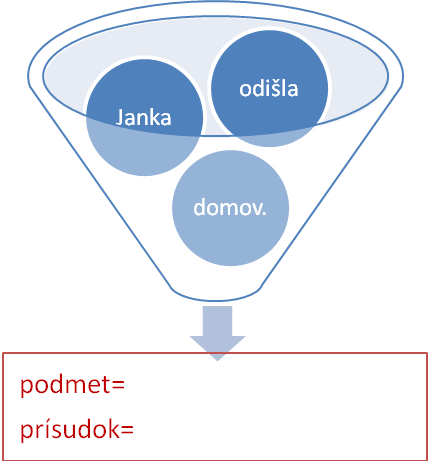 Janka
odišla
domov.
podmet=
prísudok=